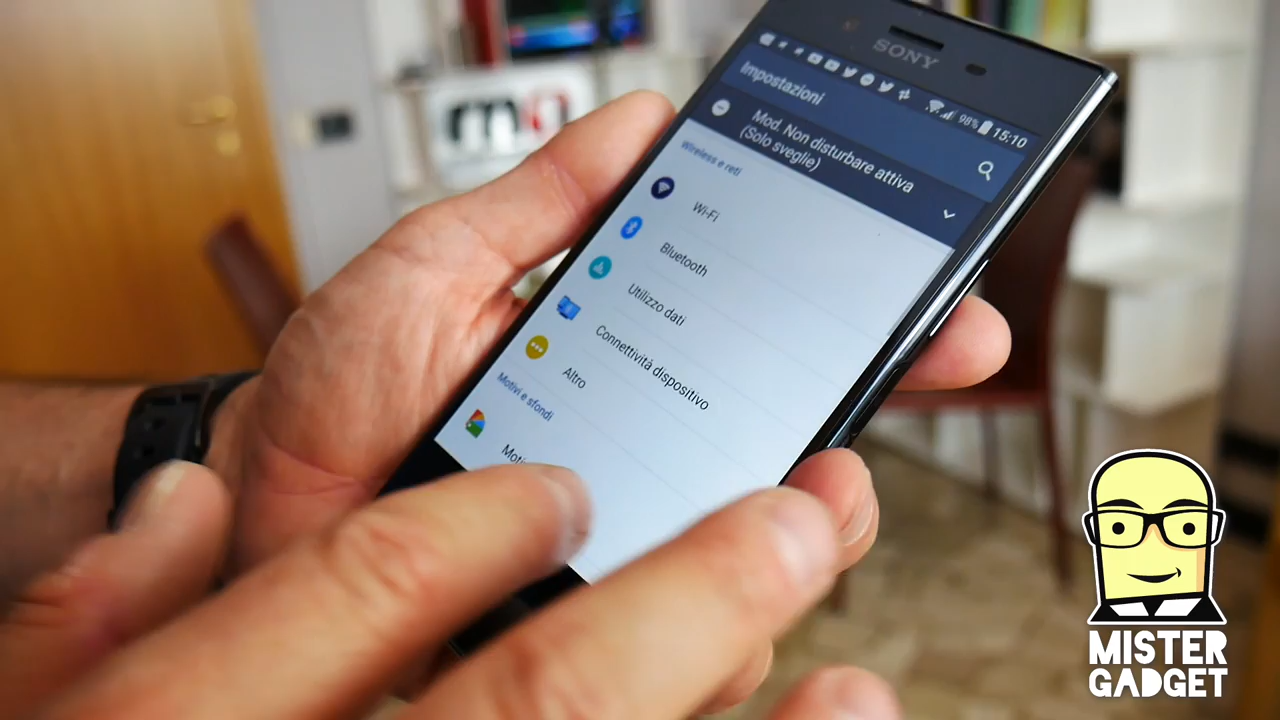 SONY
98% 15:10
Impostazioni
Mod. Non disturbare attiva
(Solo sveglie)
Wireless e reti
Wi-Fi
Bluetooth
Utilizzo dati
Connettività dispositivo
Altro
Motivi e sfondi
MISTER
GADGET